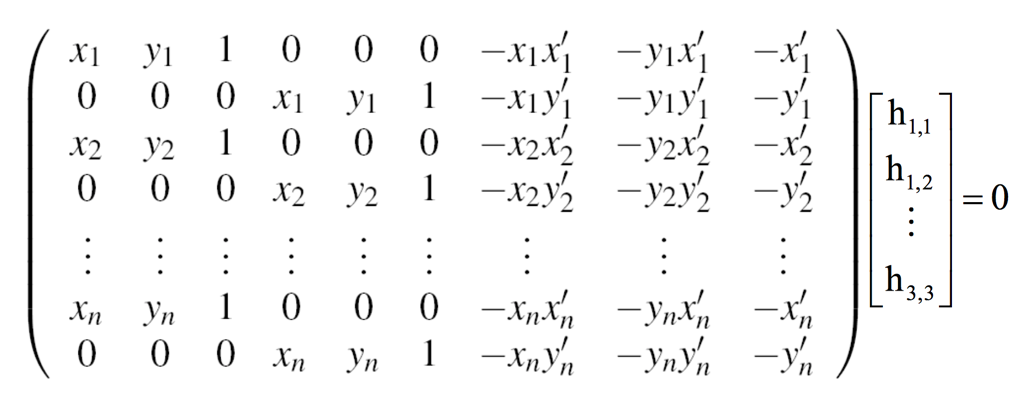 x₁ y₁ 1 0 0 0 −x₁x′₁ −y₁x′₁ −x′₁
0 0 0 x₁ y₁ 1 −x₁y′₁ −y₁y′₁ −y′₁
x₂ y₂ 1 0 0 0 −x₂x′₂ −y₂x′₂ −x′₂
0 0 0 x₂ y₂ 1 −x₂y′₂ −y₂y′₂ −y′₂
⋮ ⋮ ⋮ ⋮ ⋮ ⋮ ⋮ ⋮ ⋮
xₙ yₙ 1 0 0 0 −xₙx′ₙ −yₙx′ₙ −x′ₙ
0 0 0 xₙ yₙ 1 −xₙy′ₙ −yₙy′ₙ −y′ₙ
h₁,₁
h₁,₂
⋮
h₃,₃
= 0